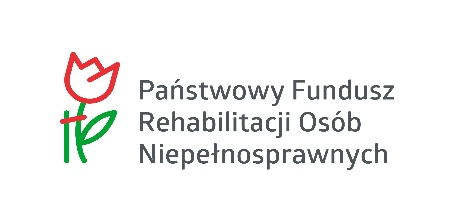 Państwowy Fundusz
Rehabilitacji Osób
Niepełnosprawnych